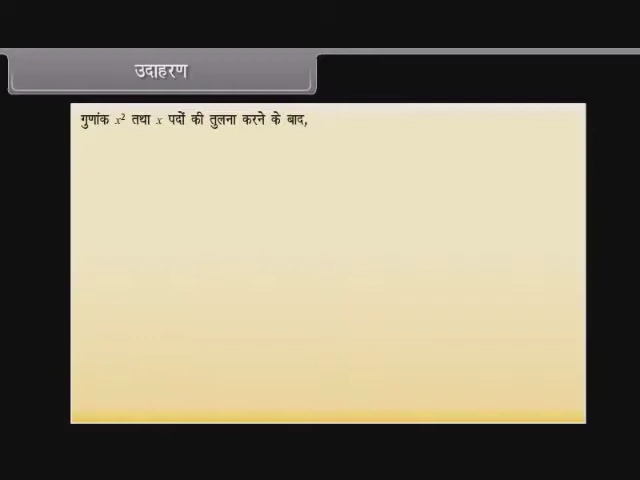 उदाहरण
गुणांक x² तथा x पदों की तुलना करने के बाद,